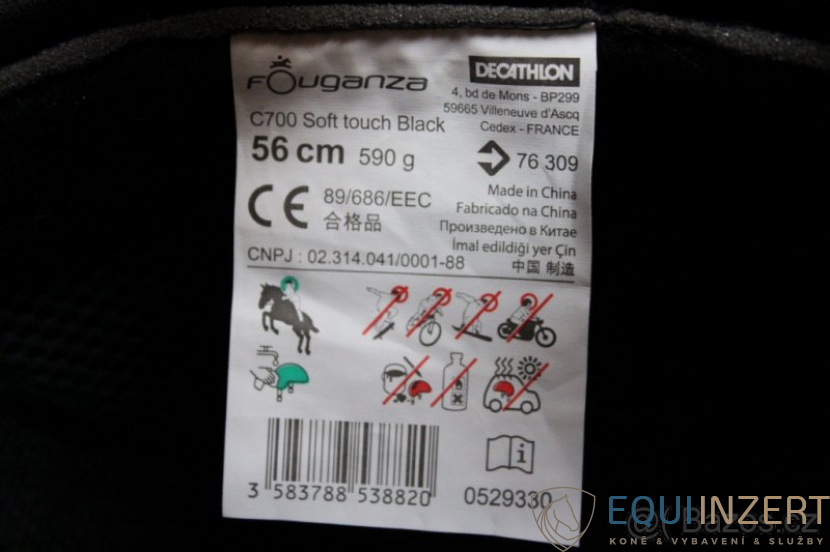 FOUGANZA
DECATHLON
4, bd de Mons - BP299
59665 Villeneuve d'Ascq
Cedex - FRANCE
C700 Soft touch Black
56 cm 590 g
76 309
CE 89/686/EEC
合格品
Made in China
Fabricado na China
Произведено в Китае
İmal edildiği yer Çin
中国 制造
CNPJ : 02.314.041/0001-88
3 583788 538820
0529330
EQUIINZERT
KONĚ & VYBAVENÍ & SLUŽBY
@ Bazos.cz